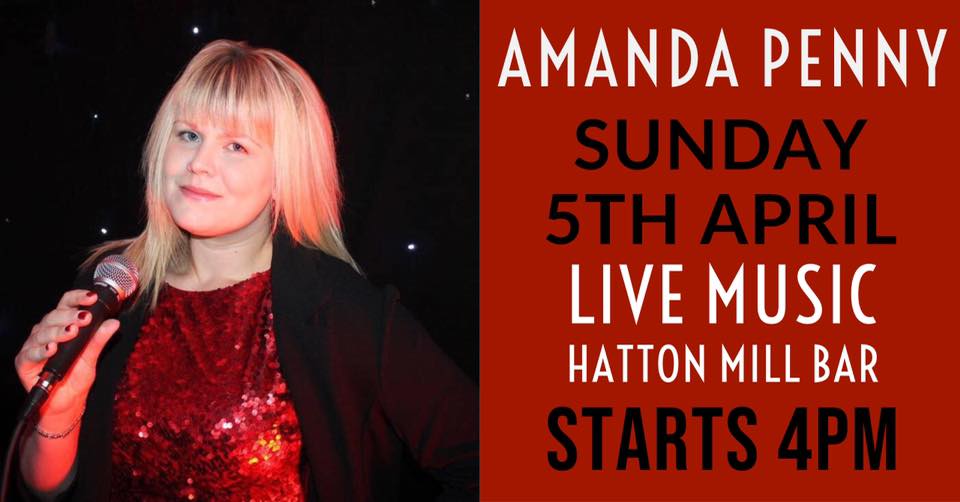 AMANDA PENNY
SUNDAY
5TH APRIL
LIVE MUSIC
HATTON MILL BAR
STARTS 4PM